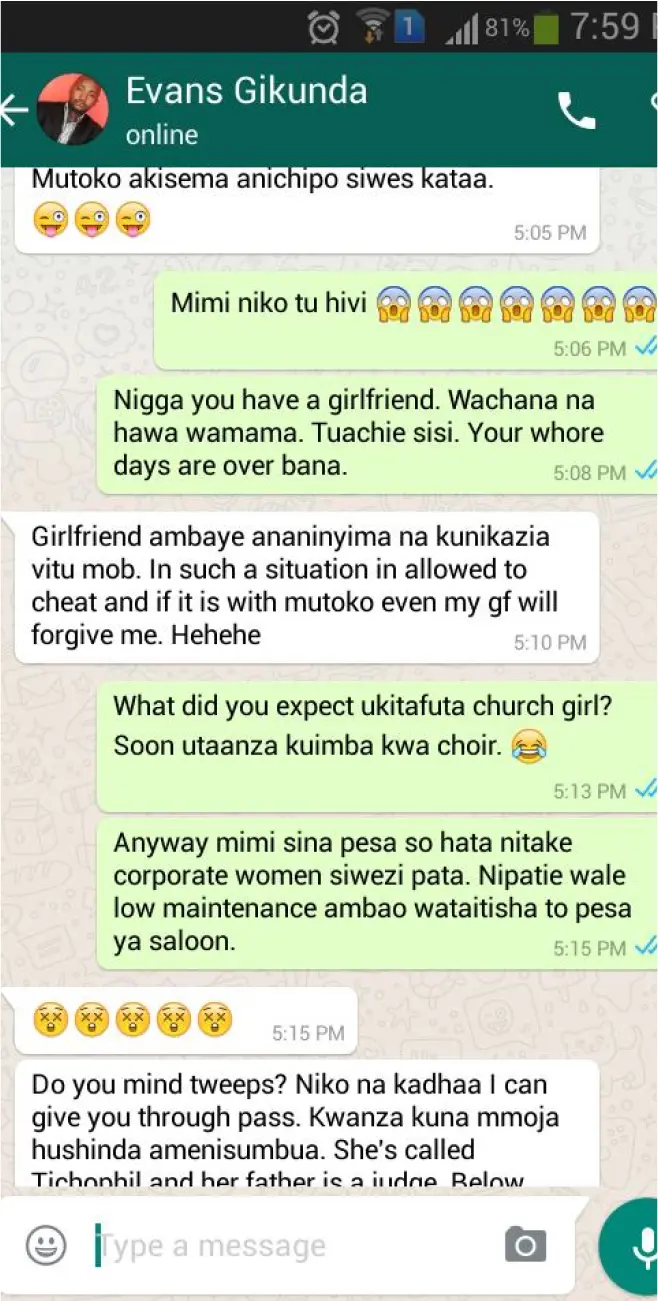 1 81% 7:59
Evans Gikunda
online
Mutoko akisema anichipo siwes kataa.
😜😜😜
5:05 PM
Mimi niko tu hivi 😱😱😱😱😱😱😱
5:06 PM
Nigga you have a girlfriend. Wachana na
hawa wamama. Tuachie sisi. Your whore
days are over bana.
5:08 PM
Girlfriend ambaye ananinyima na kunikazia
vitu mob. In such a situation in allowed to
cheat and if it is with mutoko even my gf will
forgive me. Hehehe
5:10 PM
What did you expect ukitafuta church girl?
Soon utaanza kuimba kwa choir. 😂
5:13 PM
Anyway mimi sina pesa so hata nitake
corporate women siwezi pata. Nipatie wale
low maintenance ambao wataitisha to pesa
ya saloon.
5:15 PM
😲😲😲😲😲
5:15 PM
Do you mind tweeps? Niko na kadhaa I can
give you through pass. Kwanza kuna mmoja
hushinda amenisumbua. She's called
Tichophil and her father is a judge. Below
Type a message